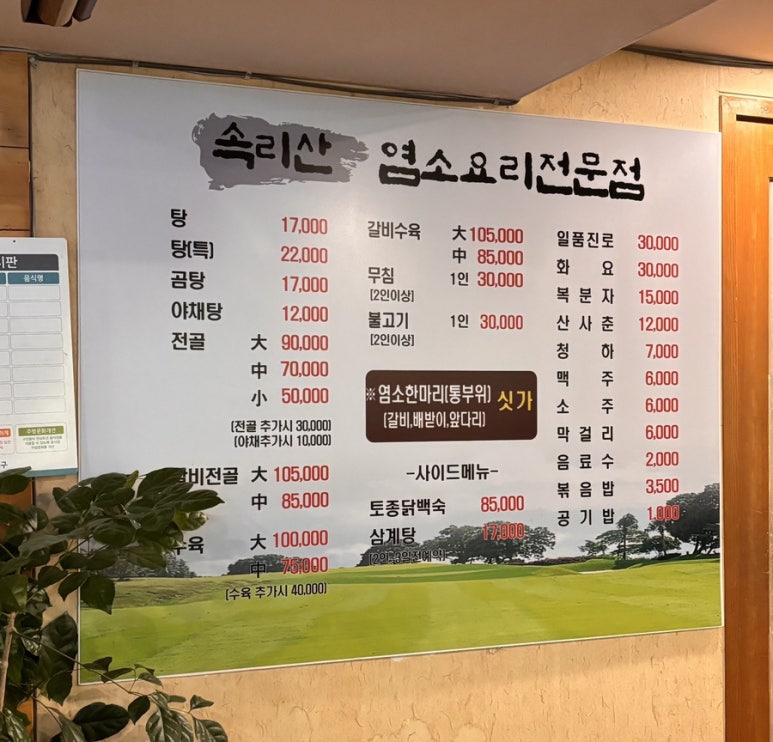 속리산 염소요리전문점
탕 17,000
탕(특) 22,000
곰탕 17,000
야채탕 12,000
전골 大 90,000
中 70,000
小 50,000
(전골 추가시 30,000)
(야채추가시 10,000)
갈비전골 大 105,000
中 85,000
수육 大 100,000
中 75,000
(수육 추가시 40,000)
갈비수육 大 105,000
中 85,000
무침 1인 30,000
[2인이상]
불고기 1인 30,000
[2인이상]
※염소한마리(통부위) 싯가
(갈비,배받이,앞다리)
-사이드메뉴-
토종닭백숙 85,000
삼계탕 17,000
일품진로 30,000
화요 30,000
복분자 15,000
산사춘 12,000
청하 7,000
맥주 6,000
소주 6,000
막걸리 6,000
음료수 2,000
볶음밥 3,500
공기밥 1,000
시판
음식명